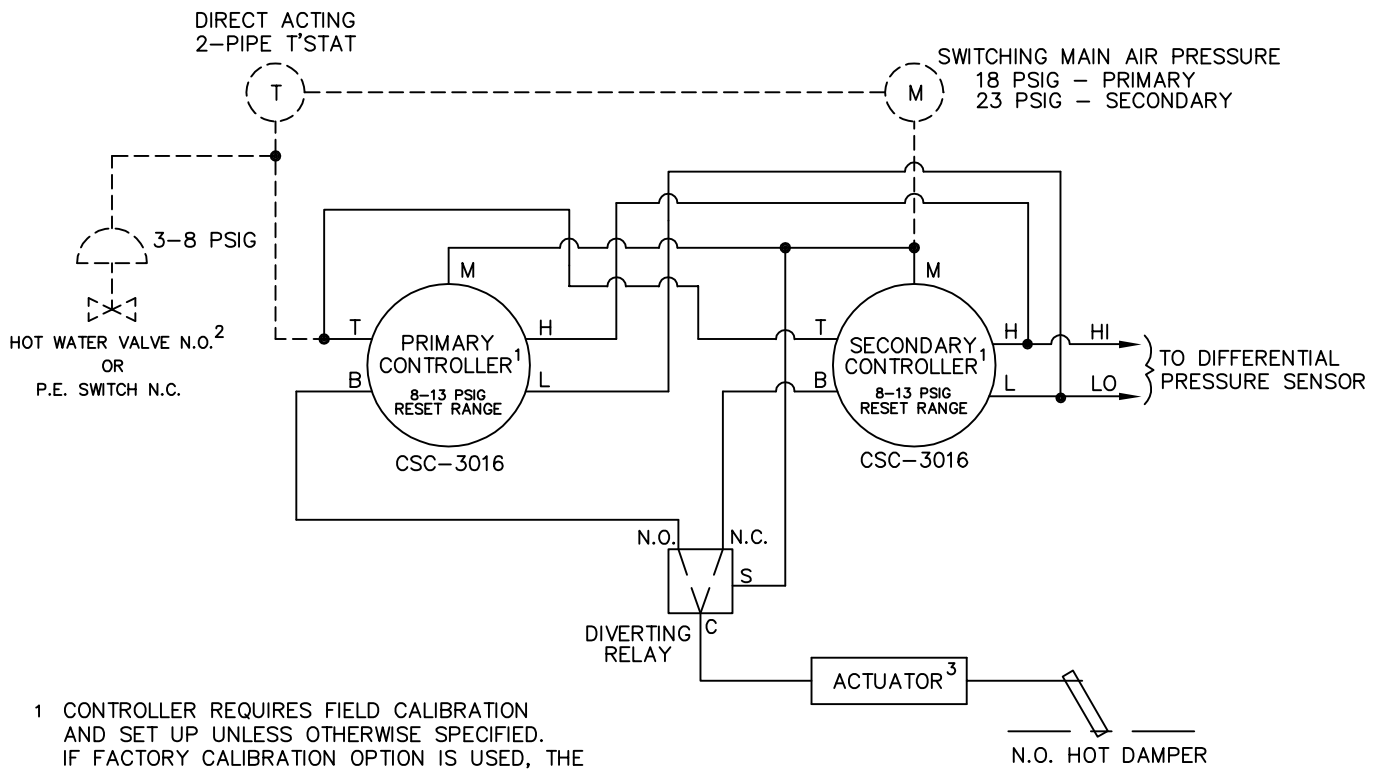 DIRECT ACTING
2-PIPE T'STAT
T
M
SWITCHING MAIN AIR PRESSURE
18 PSIG - PRIMARY
23 PSIG - SECONDARY
3-8 PSIG
HOT WATER VALVE N.O.2
OR
P.E. SWITCH N.C.
M
T
H
B
L
PRIMARY
CONTROLLER1
8-13 PSIG
RESET RANGE
CSC-3016
M
T
H
B
L
SECONDARY
CONTROLLER1
8-13 PSIG
RESET RANGE
CSC-3016
HI
LO
TO DIFFERENTIAL
PRESSURE SENSOR
N.O.
N.C.
S
C
DIVERTING
RELAY
ACTUATOR3
N.O. HOT DAMPER
1 CONTROLLER REQUIRES FIELD CALIBRATION
AND SET UP UNLESS OTHERWISE SPECIFIED.
IF FACTORY CALIBRATION OPTION IS USED, THE